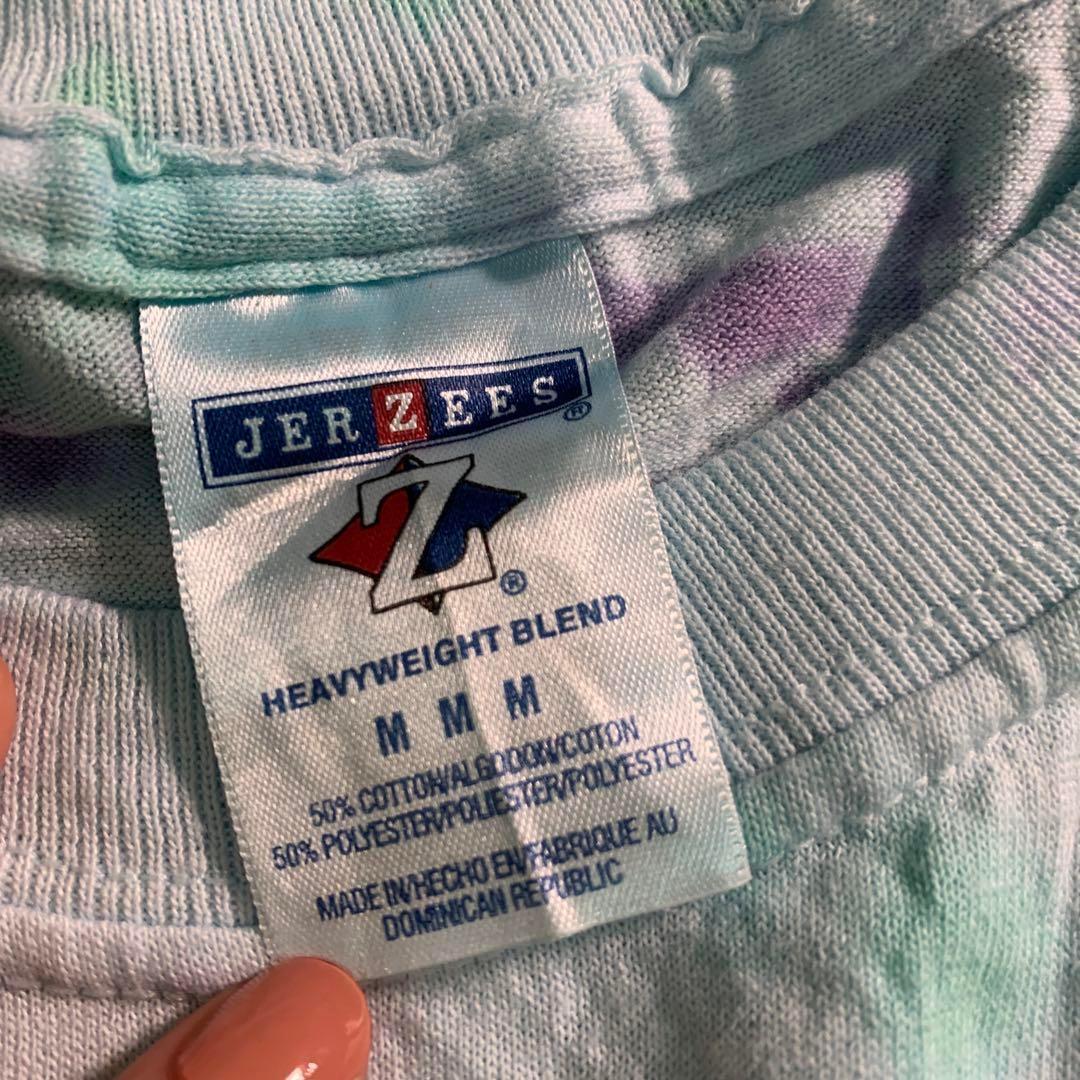 JERZEES®
Z®
HEAVYWEIGHT BLEND
M M M
50% COTTON/ALGODON/COTON
50% POLYESTER/POLIESTER/POLYESTER
MADE IN/HECHO EN/FABRIQUE AU
DOMINICAN REPUBLIC